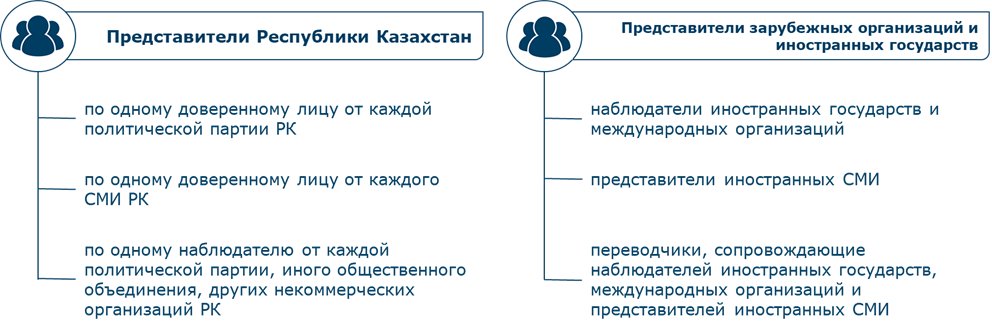 Представители Республики Казахстан
по одному доверенному лицу от каждой
политической партии РК
по одному доверенному лицу от каждого
СМИ РК
по одному наблюдателю от каждой
политической партии, иного общественного
объединения, других некоммерческих
организаций РК
Представители зарубежных организаций и
иностранных государств
наблюдатели иностранных государств и
международных организаций
представители иностранных СМИ
переводчики, сопровождающие
наблюдателей иностранных государств,
международных организаций и
представителей иностранных СМИ